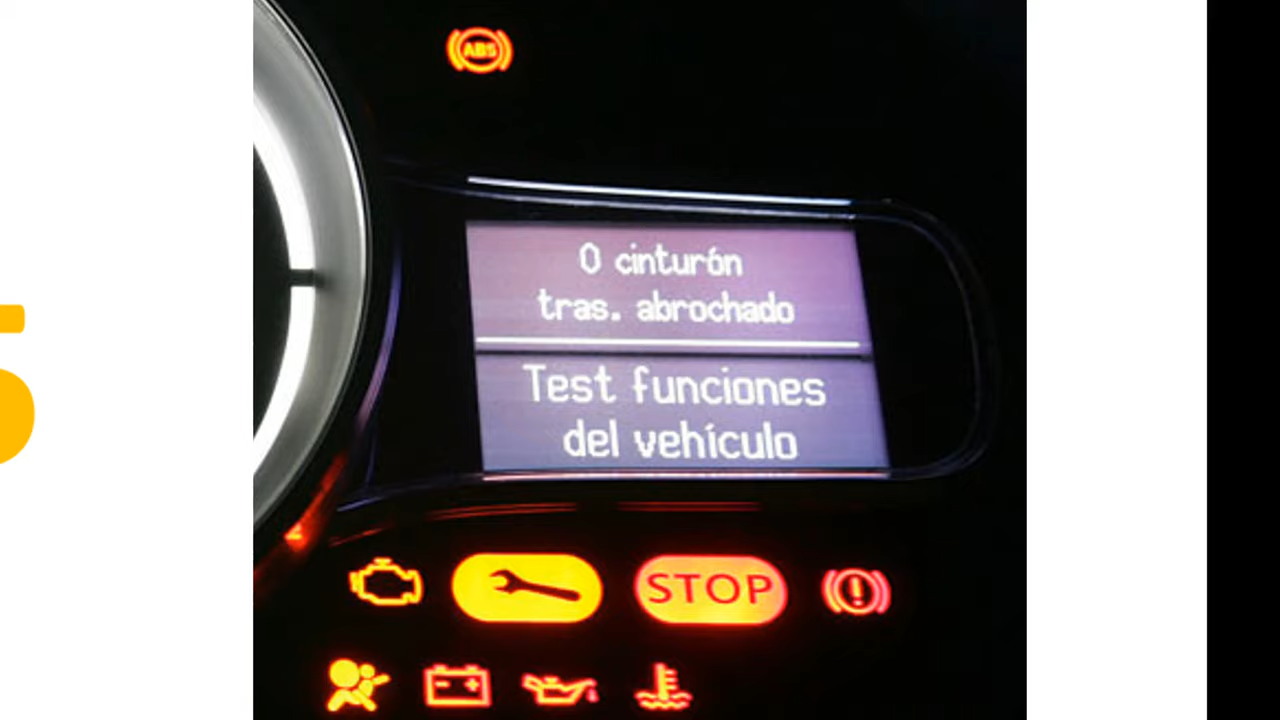 ABS
0 cinturón
tras. abrochado
Test funciones
del vehículo
STOP